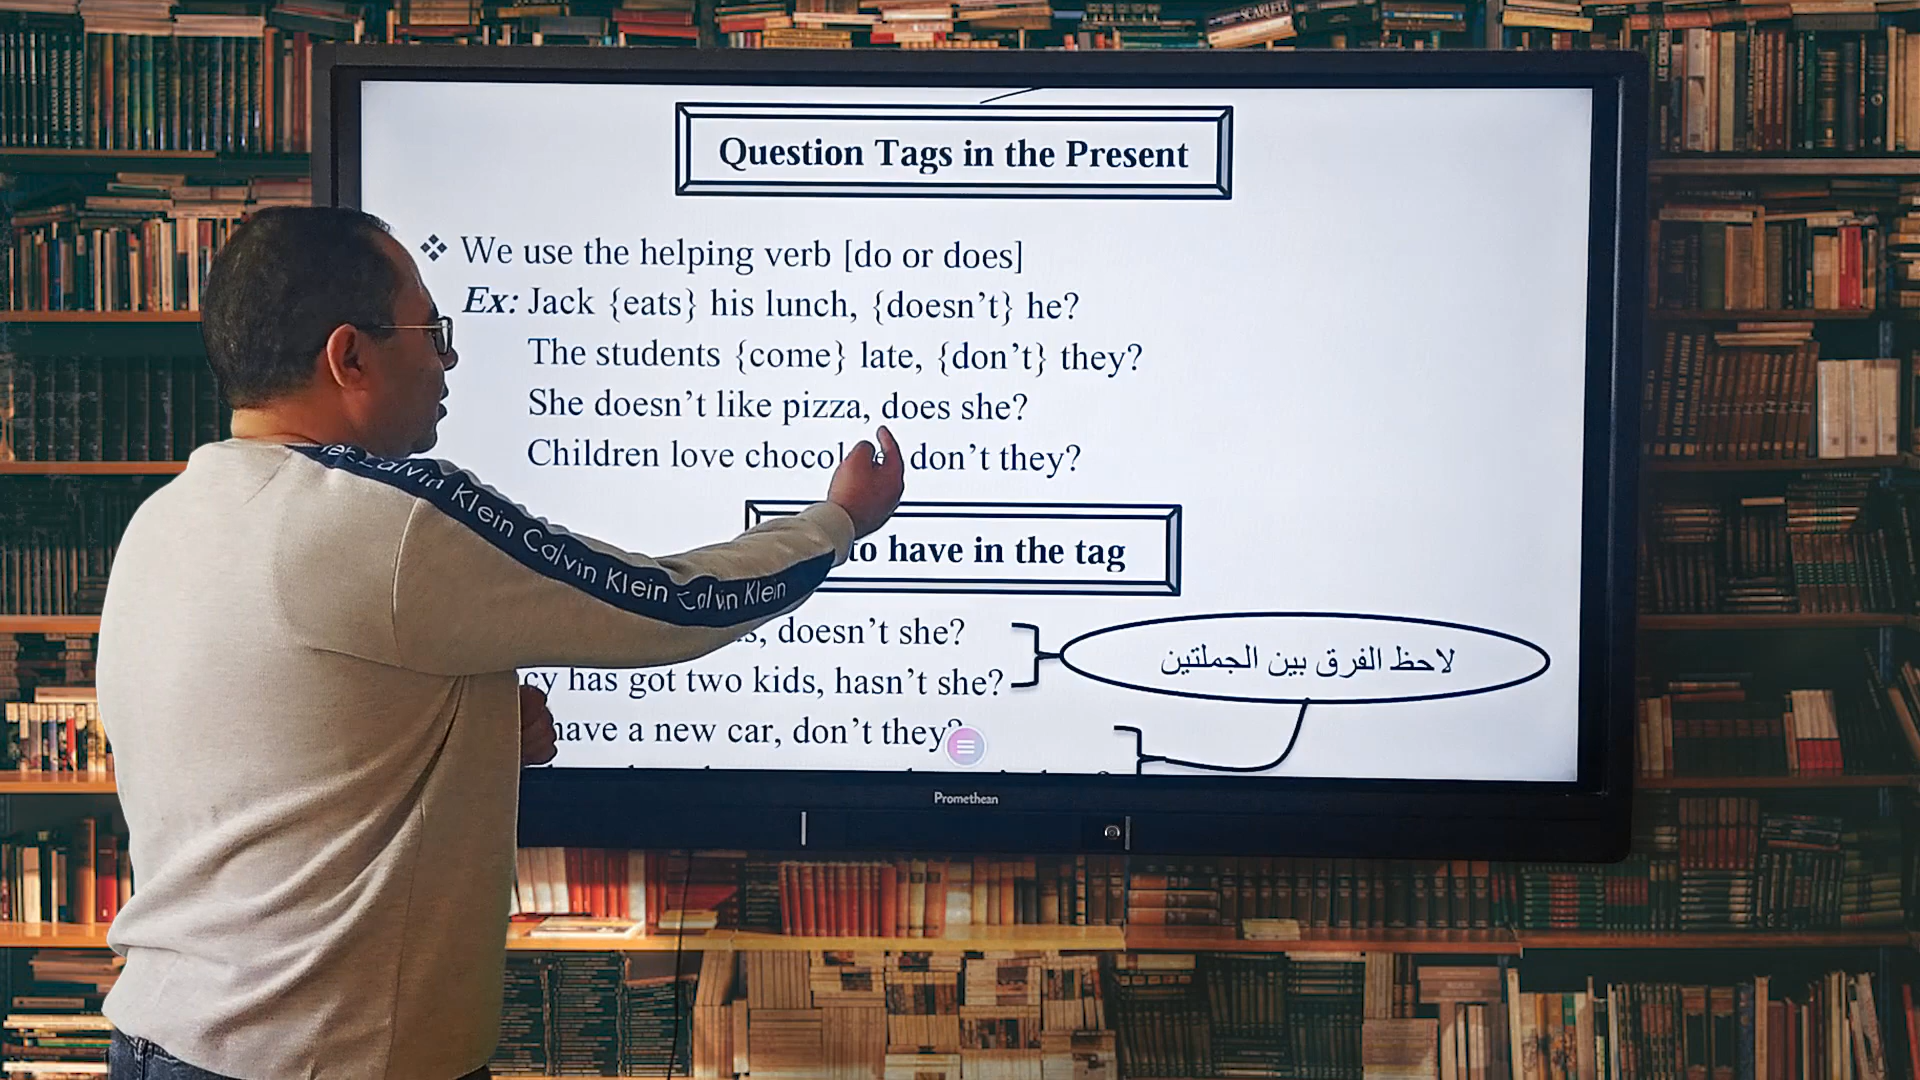 Question Tags in the Present
❖ We use the helping verb [do or does]
Ex: Jack {eats} his lunch, {doesn't} he?
The students {come} late, {don't} they?
She doesn't like pizza, does she?
Children love don't they?
to have in the tag
doesn't she?
has got two kids, hasn't she?
have a new car, don't they?
لاحظ الفرق بين الجملتين
Promethean
Calvin Klein Calvin Klein Calvin Klein
SCARLETT